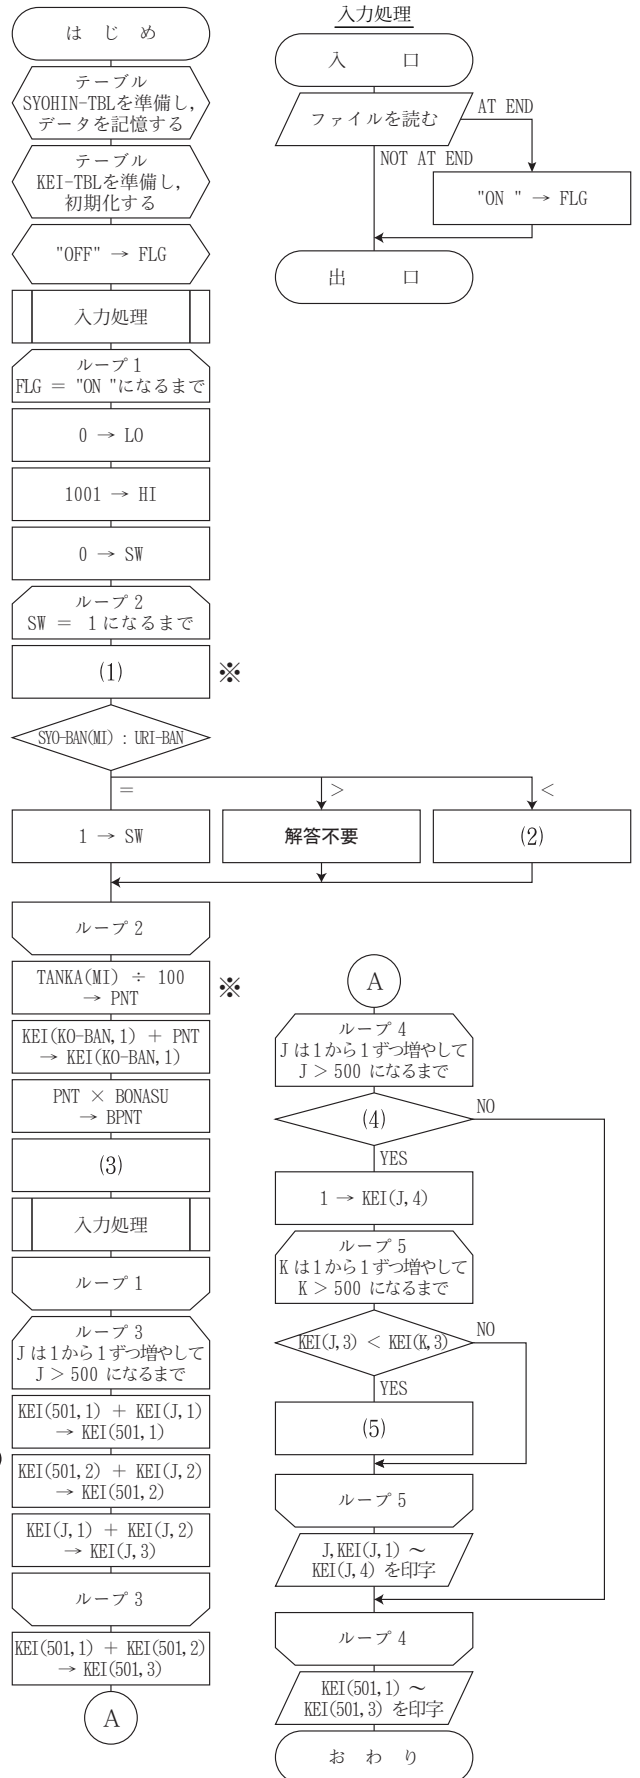 は じ め
テーブル
SYOHIN-TBLを準備し,
データを記憶する
テーブル
KEI-TBLを準備し,
初期化する
"OFF" → FLG
入力処理
ループ1
FLG = "ON "になるまで
0 → LO
1001 → HI
0 → SW
ループ2
SW = 1になるまで
(1)
※
SYO-BAN(MI) : URI-BAN
=
>
<
1 → SW
解答不要
(2)
ループ2
TANKA(MI) ÷ 100
→ PNT
※
KEI(KO-BAN,1) + PNT
→ KEI(KO-BAN,1)
PNT × BONASU
→ BPNT
(3)
入力処理
ループ1
ループ3
Jは1から1ずつ増やして
J > 500 になるまで
KEI(501,1) + KEI(J,1)
→ KEI(501,1)
)
KEI(501,2) + KEI(J,2)
→ KEI(501,2)
KEI(J,1) + KEI(J,2)
→ KEI(J,3)
ループ3
KEI(501,1) + KEI(501,2)
→ KEI(501,3)
A
入力処理
入 口
ファイルを読む
AT END
NOT AT END
"ON " → FLG
出 口
A
ループ4
Jは1から1ずつ増やして
J > 500 になるまで
(4)
NO
YES
1 → KEI(J,4)
ループ5
Kは1から1ずつ増やして
K > 500 になるまで
KEI(J,3) < KEI(K,3)
NO
YES
(5)
ループ5
J,KEI(J,1) ～
KEI(J,4) を印字
ループ4
KEI(501,1) ～
KEI(501,3) を印字
お わ り